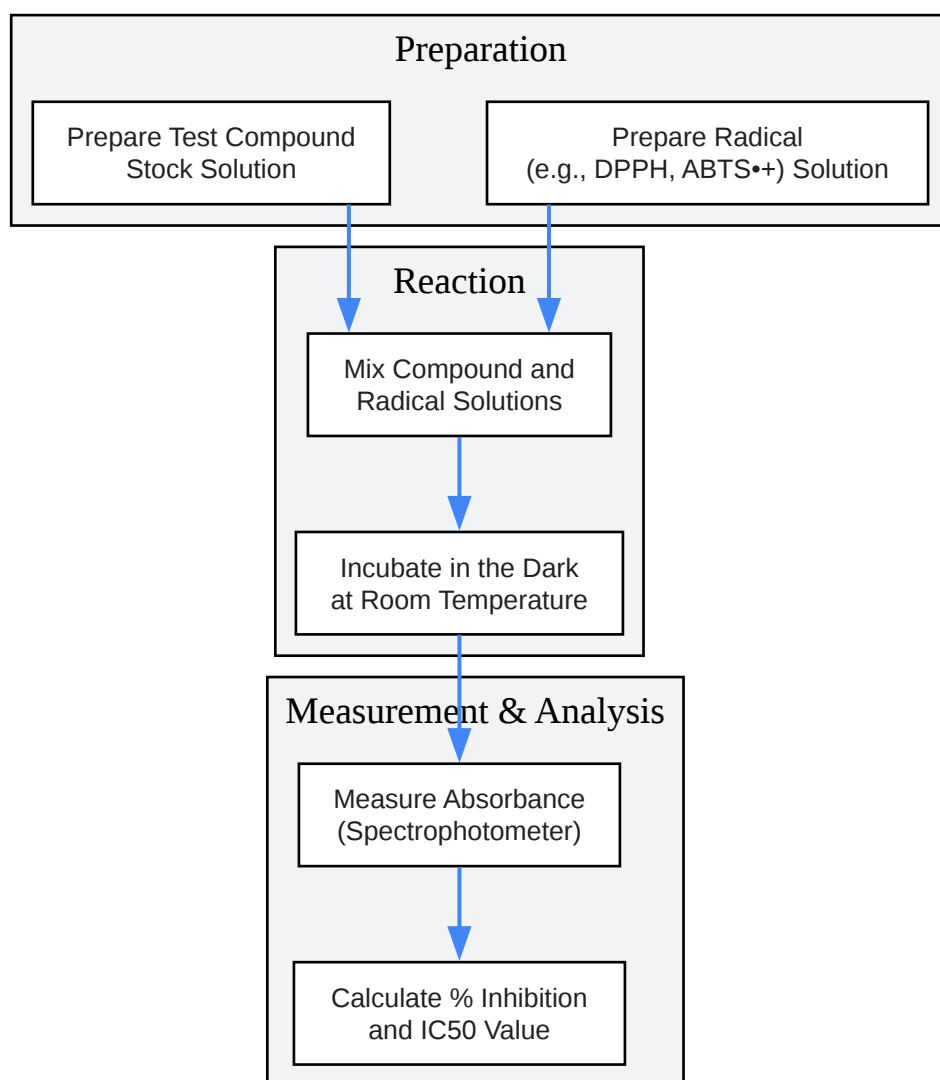 Preparation
Prepare Test Compound
Stock Solution
Prepare Radical
(e.g., DPPH, ABTS•+) Solution
Reaction
Mix Compound and
Radical Solutions
Incubate in the Dark
at Room Temperature
Measurement & Analysis
Measure Absorbance
(Spectrophotometer)
Calculate % Inhibition
and IC50 Value